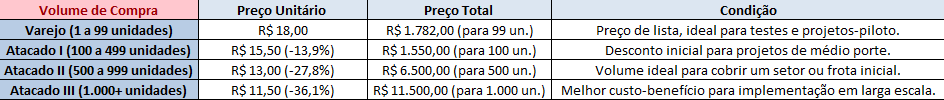 Volume de Compra Preço Unitário Preço Total Condição
Varejo (1 a 99 unidades) R$ 18,00 R$ 1.782,00 (para 99 un.) Preço de lista, ideal para testes e projetos-piloto.
Atacado I (100 a 499 unidades) R$ 15,50 (-13,9%) R$ 1.550,00 (para 100 un.) Desconto inicial para projetos de médio porte.
Atacado II (500 a 999 unidades) R$ 13,00 (-27,8%) R$ 6.500,00 (para 500 un.) Volume ideal para cobrir um setor ou frota inicial.
Atacado III (1.000+ unidades) R$ 11,50 (-36,1%) R$ 11.500,00 (para 1.000 un.) Melhor custo-benefício para implementação em larga escala.